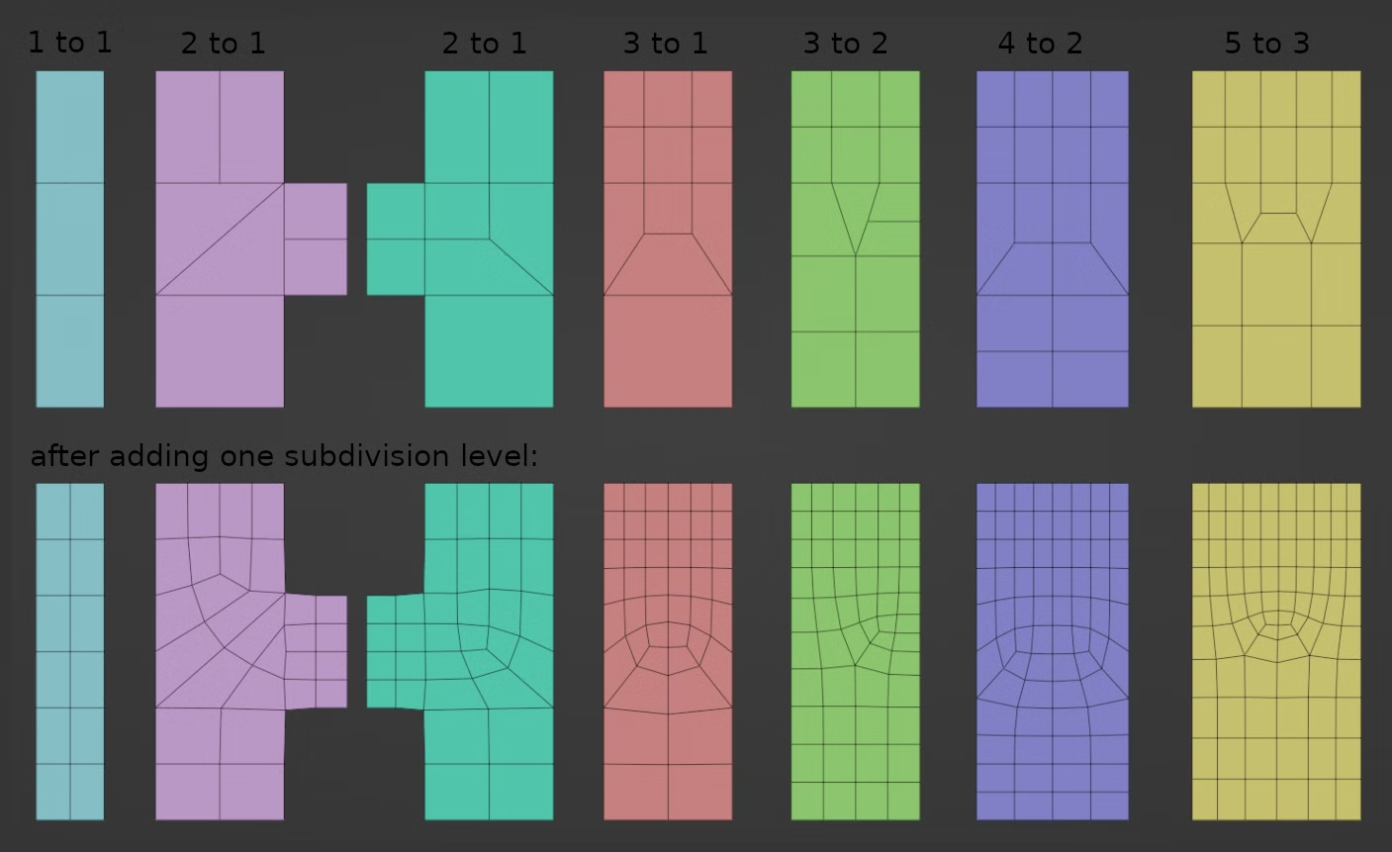 1 to 1
2 to 1
2 to 1
3 to 1
3 to 2
4 to 2
5 to 3
after adding one subdivision level: